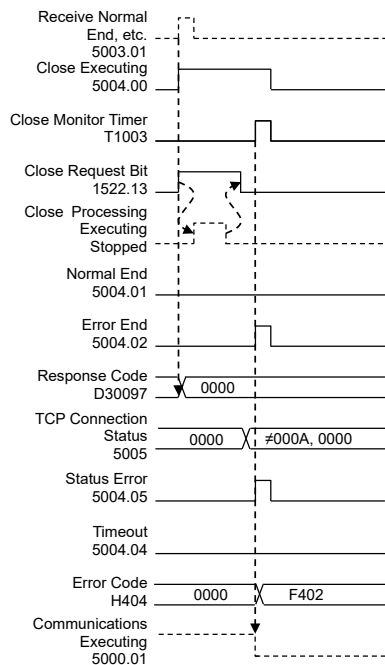 Receive Normal
End, etc.
5003.01
Close Executing
5004.00
Close Monitor Timer
T1003
Close Request Bit
1522.13
Close Processing
Executing
Stopped
Normal End
5004.01
Error End
5004.02
Response Code
D30097
0000
TCP Connection
Status
5005
0000
≠000A, 0000
Status Error
5004.05
Timeout
5004.04
Error Code
H404
0000
F402
Communications
Executing
5000.01